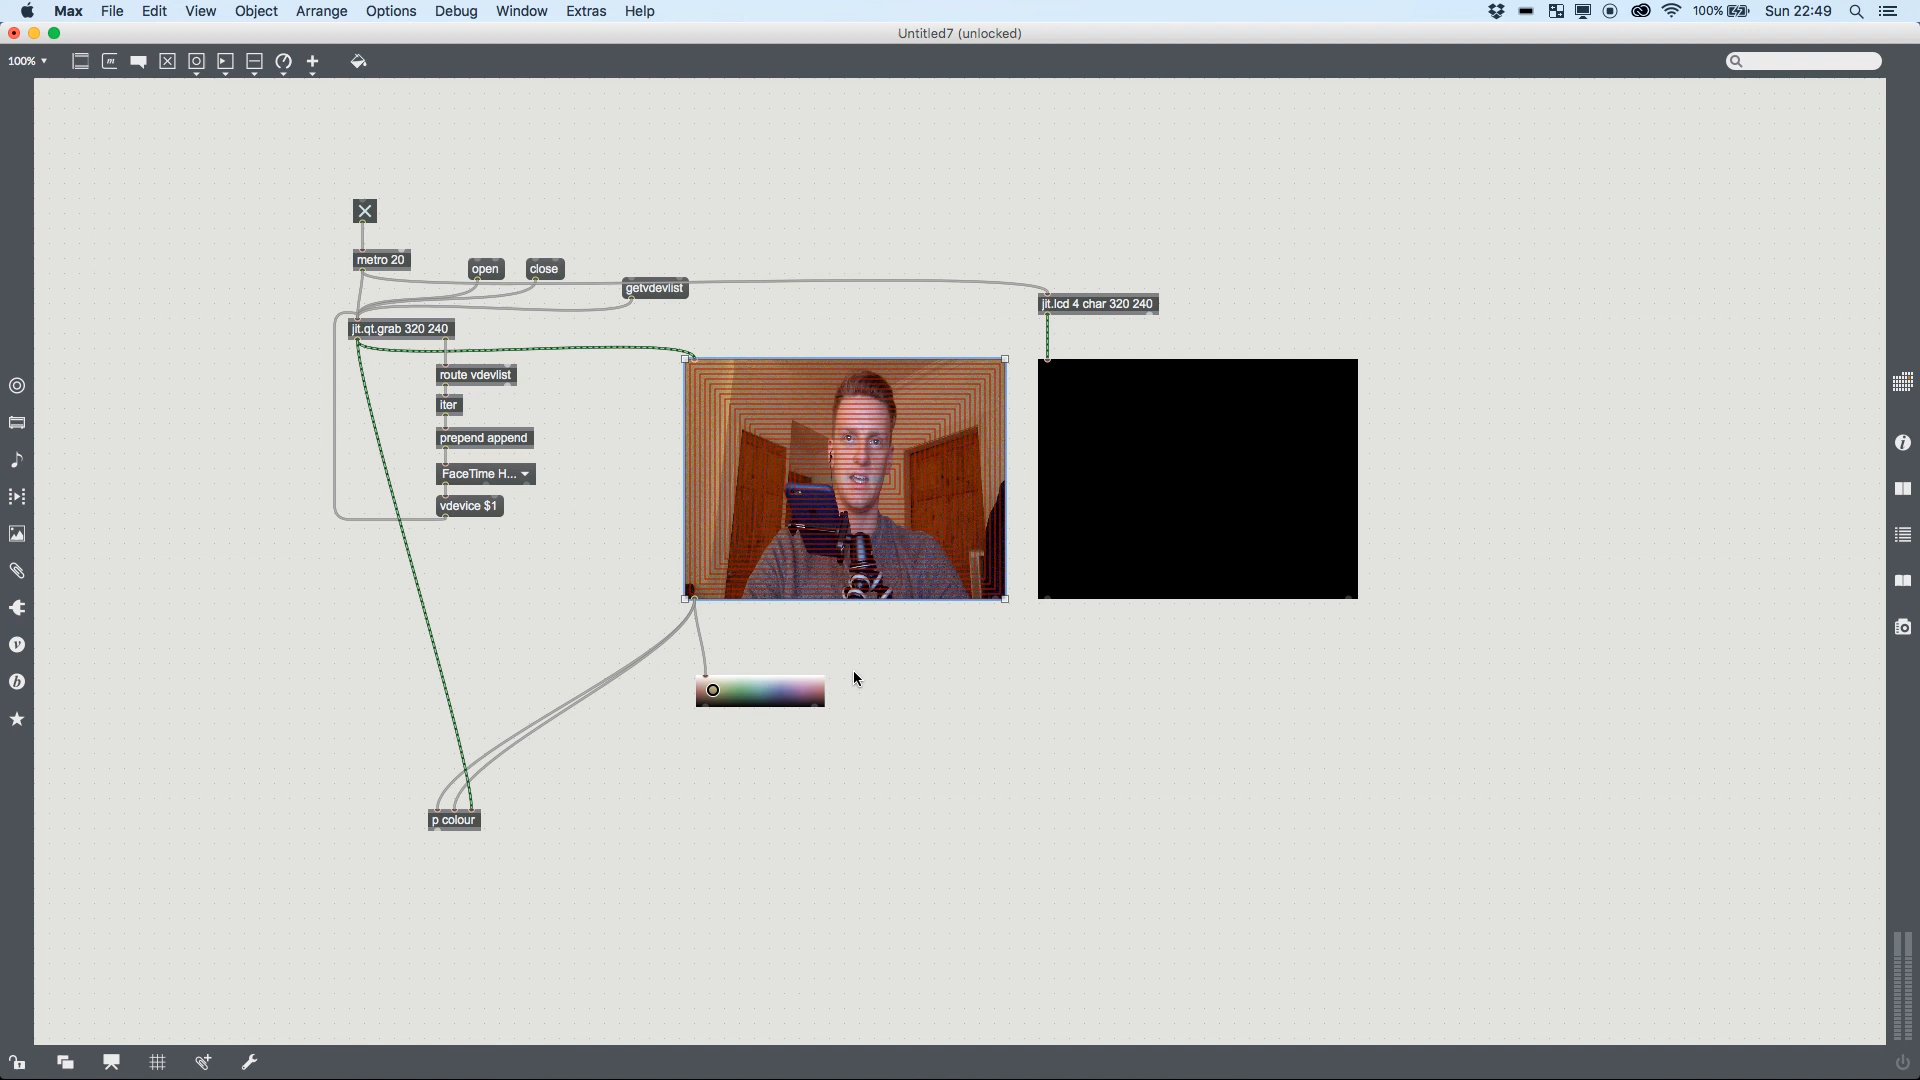 Max File Edit View Object Arrange Options Debug Window Extras Help 100% Sun 22:49
Untitled7 (unlocked)
100%
metro 20
open
close
getvdevlist
jit.lcd 4 char 320 240
jit.qt.grab 320 240
route vdevlist
iter
prepend append
FaceTime H...
vdevice $1
p colour